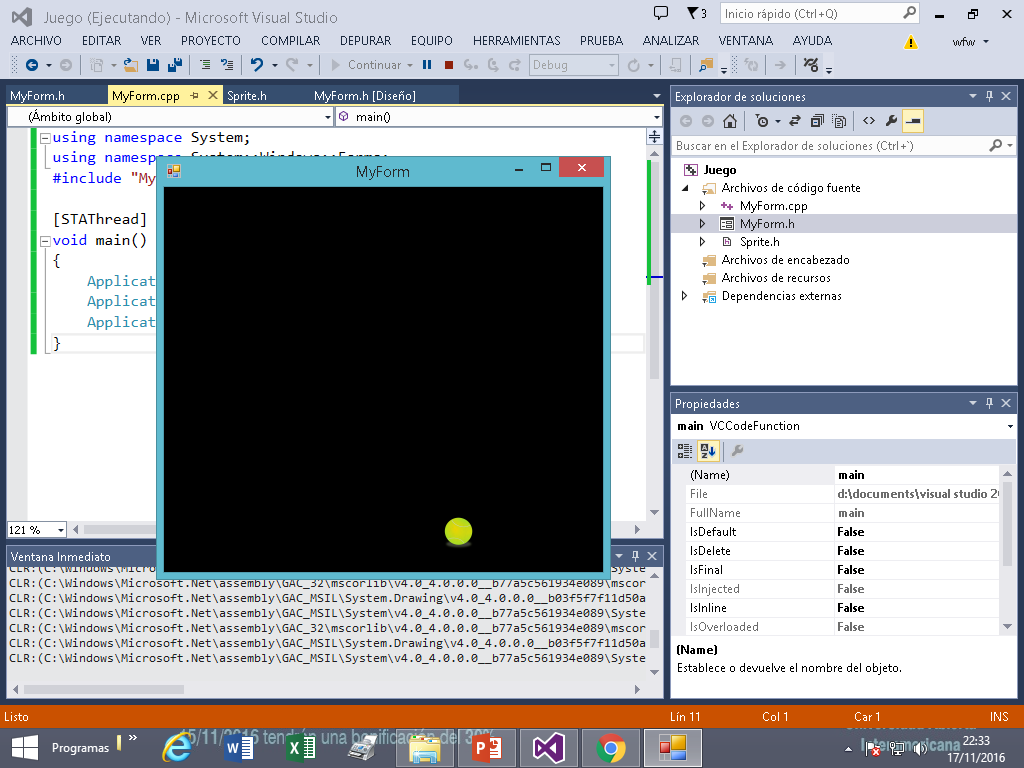 Juego (Ejecutando) - Microsoft Visual Studio
3
Inicio rápido (Ctrl+Q)
ARCHIVO EDITAR VER PROYECTO COMPILAR DEPURAR EQUIPO HERRAMIENTAS PRUEBA ANALIZAR VENTANA AYUDA wfw
Continuar Debug
MyForm.h MyForm.cpp Sprite.h MyForm.h [Diseño]
(Ámbito global) main()
using namespace System;
using namespace System::Windows::Forms;
#include "My
[STAThread]
void main()
{
Applicat
Applicat
Applicat
}
MyForm
121 %
Explorador de soluciones
Buscar en el Explorador de soluciones (Ctrl+`)
Juego
Archivos de código fuente
MyForm.cpp
MyForm.h
Sprite.h
Archivos de encabezado
Archivos de recursos
Dependencias externas
Propiedades
main VCCodeFunction
(Name) main
File d:\documents\visual studio 20
FullName main
IsDefault False
IsDelete False
IsFinal False
IsInjected False
IsInline False
IsOverloaded False
(Name)
Establece o devuelve el nombre del objeto.
Ventana Inmediato
CLR:(C:\Windows\Microsoft.Net\assembly\GAC_32\mscorlib\v4.0_4.0.0.0__b77a5c561934e089\mscor
CLR:(C:\Windows\Microsoft.Net\assembly\GAC_MSIL\System.Drawing\v4.0_4.0.0.0__b03f5f7f11d50a
CLR:(C:\Windows\Microsoft.Net\assembly\GAC_MSIL\System\v4.0_4.0.0.0__b77a5c561934e089\Syste
CLR:(C:\Windows\Microsoft.Net\assembly\GAC_32\mscorlib\v4.0_4.0.0.0__b77a5c561934e089\mscor
CLR:(C:\Windows\Microsoft.Net\assembly\GAC_MSIL\System.Drawing\v4.0_4.0.0.0__b03f5f7f11d50a
CLR:(C:\Windows\Microsoft.Net\assembly\GAC_MSIL\System\v4.0_4.0.0.0__b77a5c561934e089\Syste
Listo Lín 11 Col 1 Car 1 INS
Programas
5/11/2016 tendrán una bonificación del
Interamericana
22:33
17/11/2016